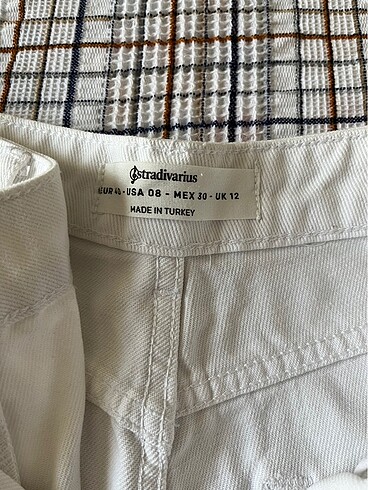 stradivarius
EUR 40 - USA 08 - MEX 30 - UK 12
MADE IN TURKEY